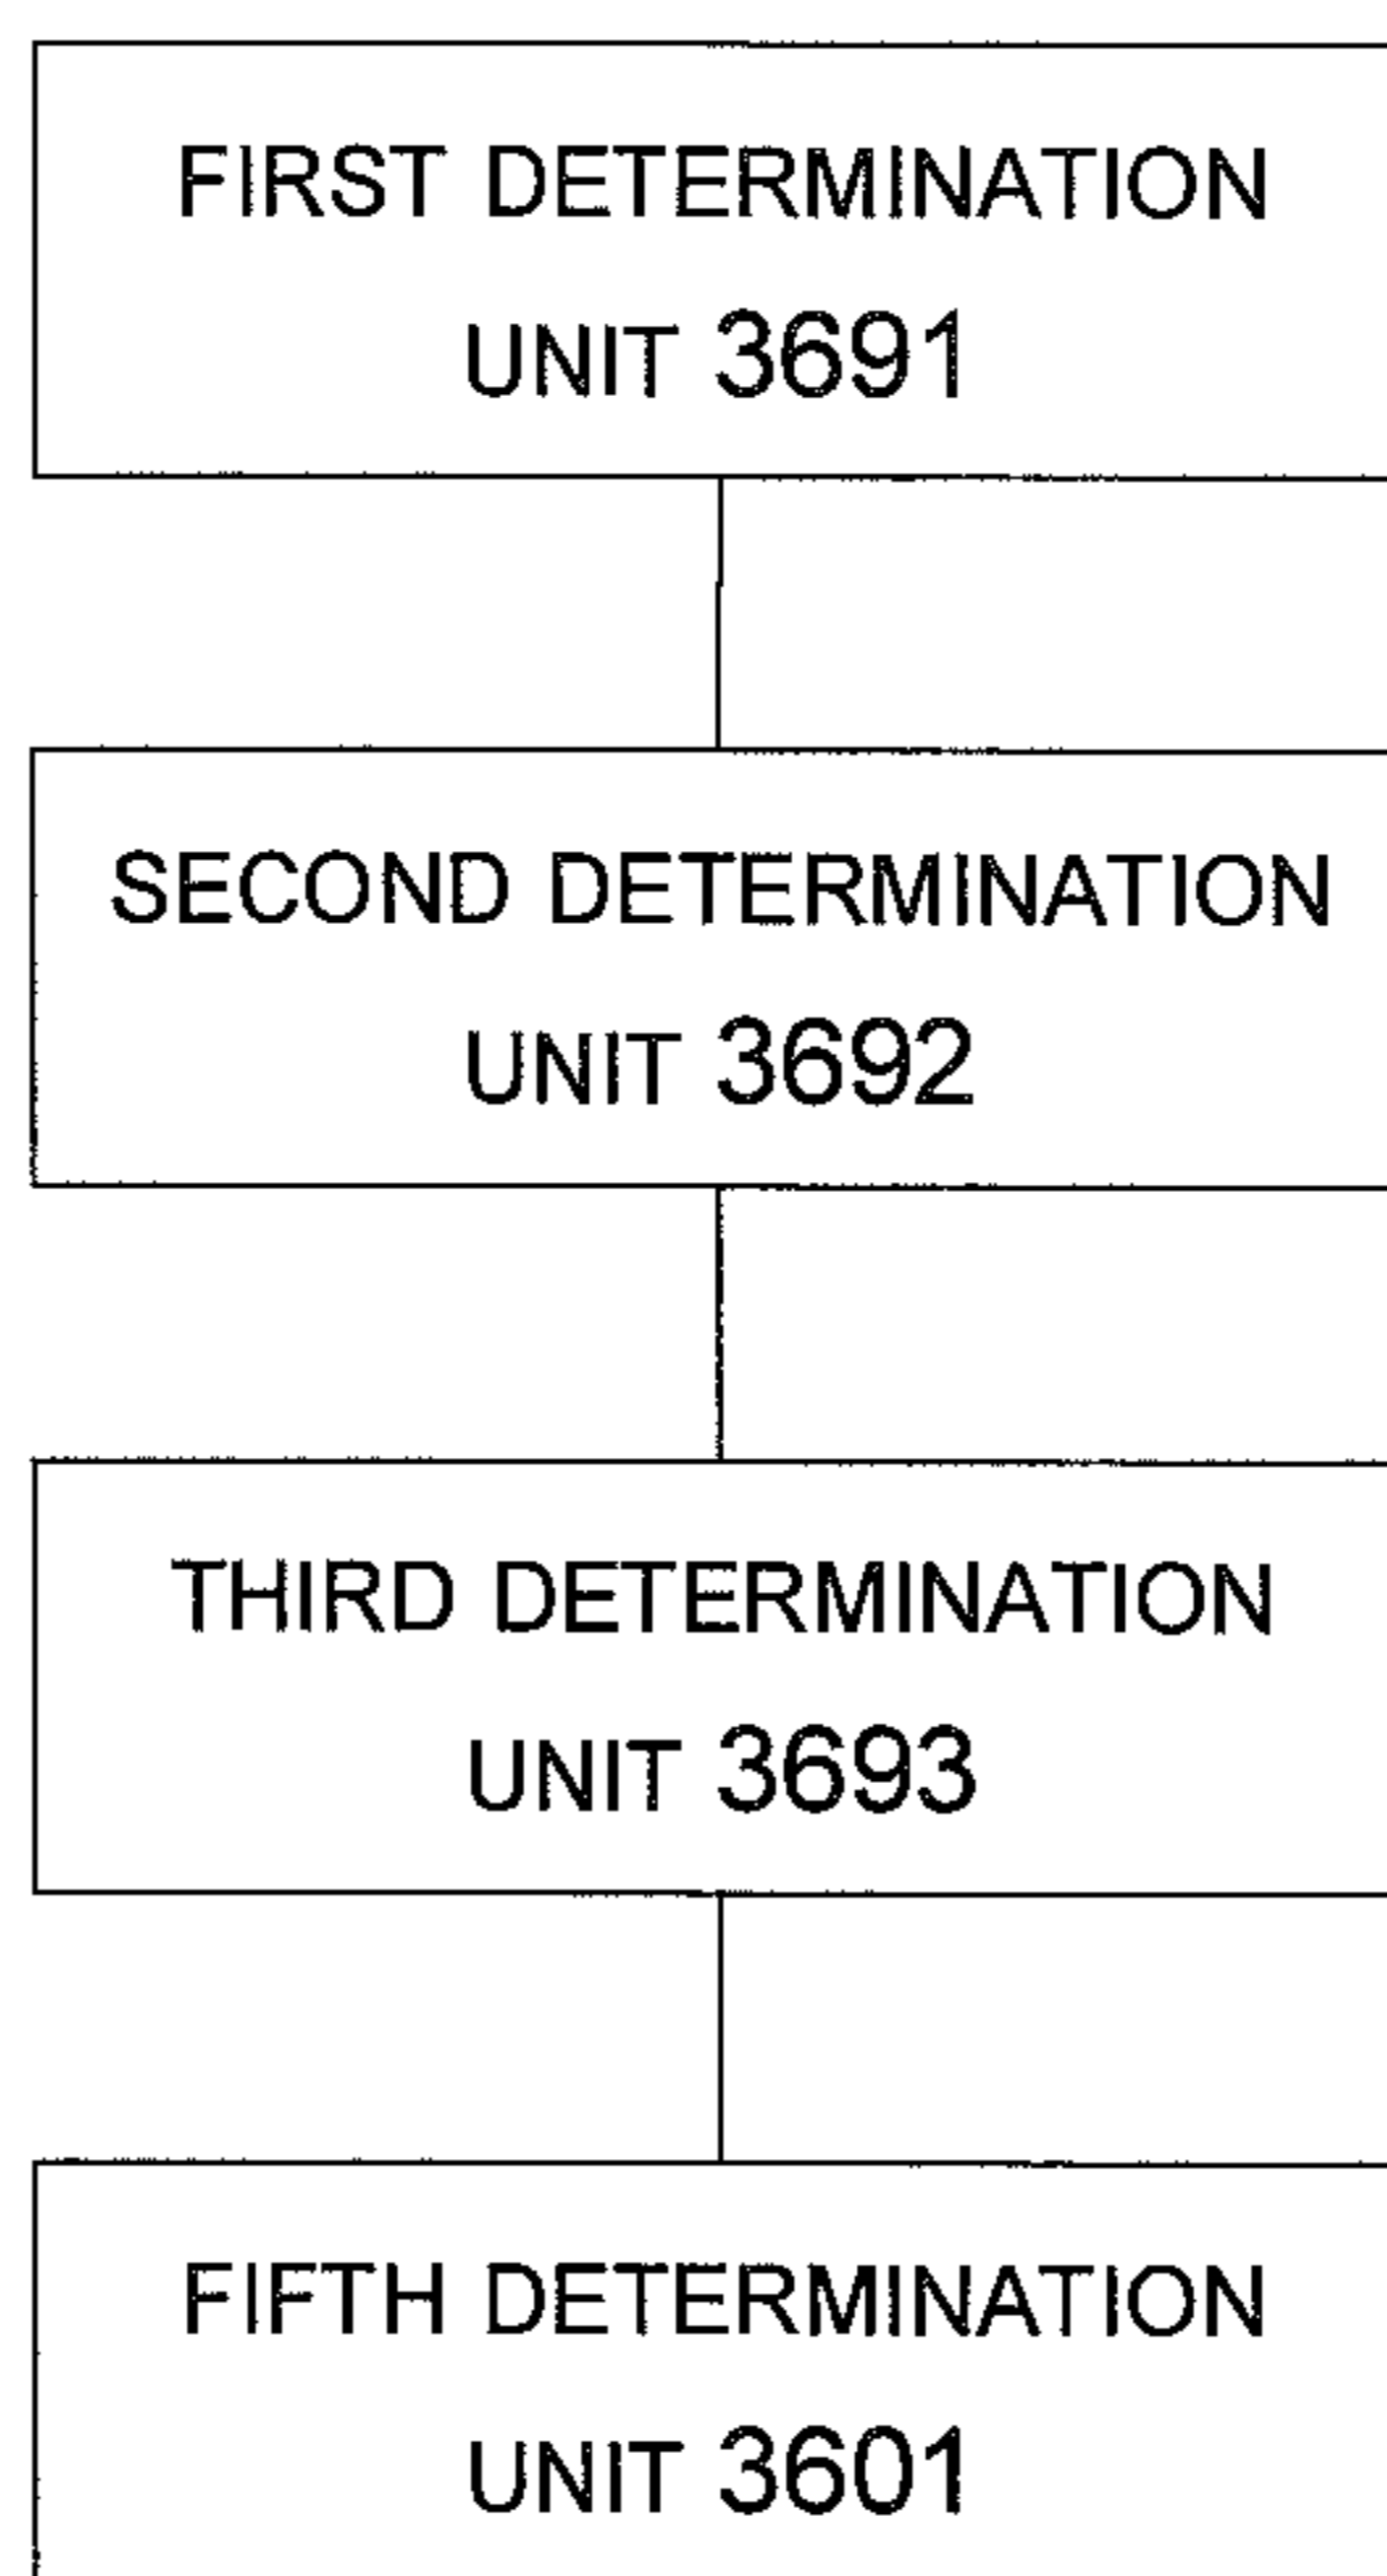 FIRST DETERMINATION
UNIT 3691
SECOND DETERMINATION
UNIT 3692
THIRD DETERMINATION
UNIT 3693
FIFTH DETERMINATION
UNIT 3601